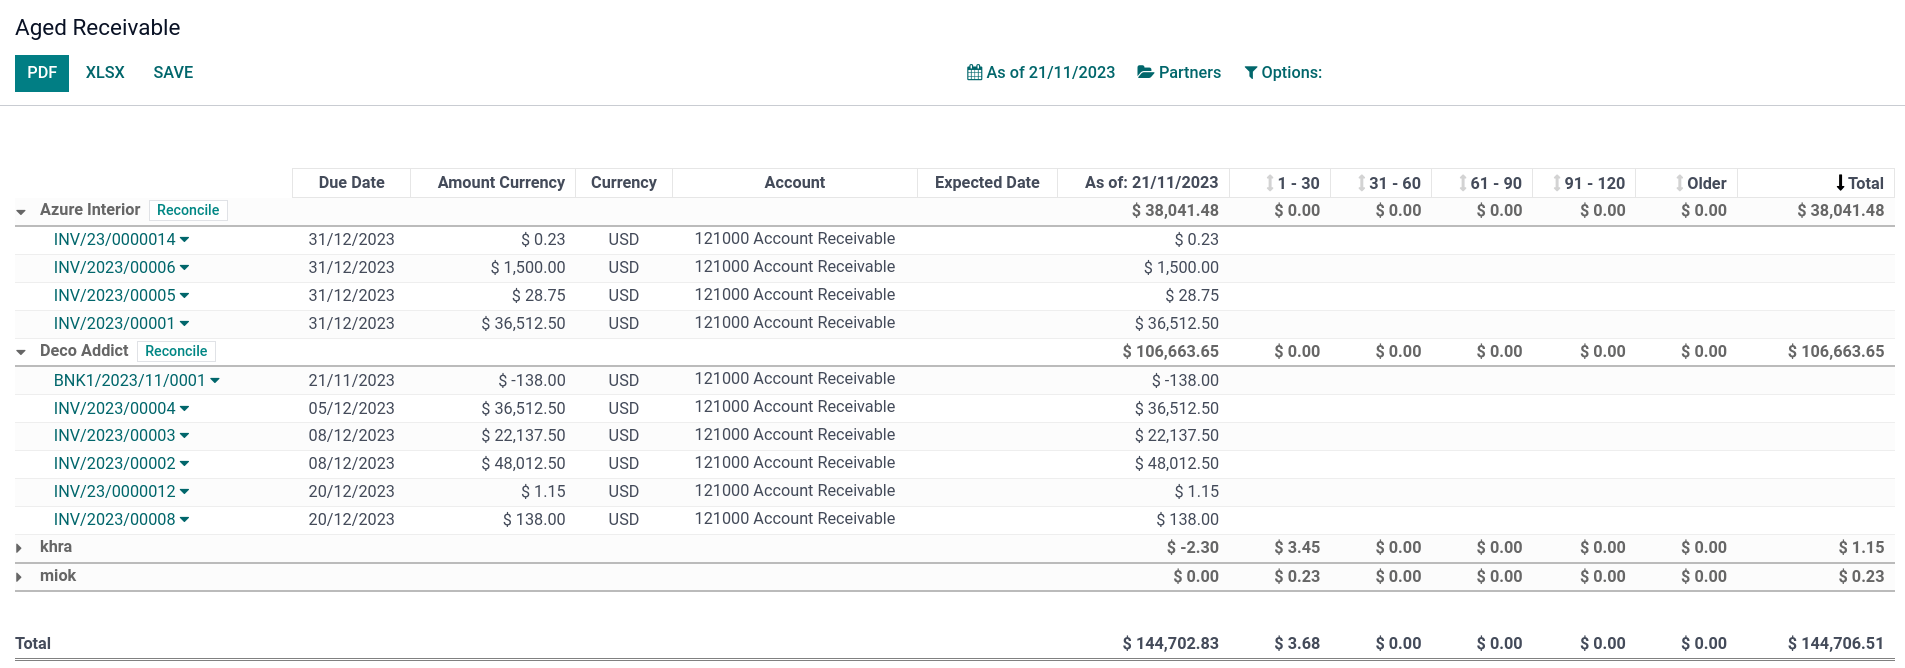 Aged Receivable
PDF XLSX SAVE As of 21/11/2023 Partners Options:
Due Date Amount Currency Currency Account Expected Date As of: 21/11/2023 1 - 30 31 - 60 61 - 90 91 - 120 Older Total
Azure Interior Reconcile $ 38,041.48 $ 0.00 $ 0.00 $ 0.00 $ 0.00 $ 0.00 $ 38,041.48
INV/23/0000014 31/12/2023 $ 0.23 USD 121000 Account Receivable $ 0.23
INV/2023/00006 31/12/2023 $ 1,500.00 USD 121000 Account Receivable $ 1,500.00
INV/2023/00005 31/12/2023 $ 28.75 USD 121000 Account Receivable $ 28.75
INV/2023/00001 31/12/2023 $ 36,512.50 USD 121000 Account Receivable $ 36,512.50
Deco Addict Reconcile $ 106,663.65 $ 0.00 $ 0.00 $ 0.00 $ 0.00 $ 0.00 $ 106,663.65
BNK1/2023/11/0001 21/11/2023 $ -138.00 USD 121000 Account Receivable $ -138.00
INV/2023/00004 05/12/2023 $ 36,512.50 USD 121000 Account Receivable $ 36,512.50
INV/2023/00003 08/12/2023 $ 22,137.50 USD 121000 Account Receivable $ 22,137.50
INV/2023/00002 08/12/2023 $ 48,012.50 USD 121000 Account Receivable $ 48,012.50
INV/23/0000012 20/12/2023 $ 1.15 USD 121000 Account Receivable $ 1.15
INV/2023/00008 20/12/2023 $ 138.00 USD 121000 Account Receivable $ 138.00
khra $ -2.30 $ 3.45 $ 0.00 $ 0.00 $ 0.00 $ 0.00 $ 1.15
miok $ 0.00 $ 0.23 $ 0.00 $ 0.00 $ 0.00 $ 0.00 $ 0.23
Total $ 144,702.83 $ 3.68 $ 0.00 $ 0.00 $ 0.00 $ 0.00 $ 144,706.51